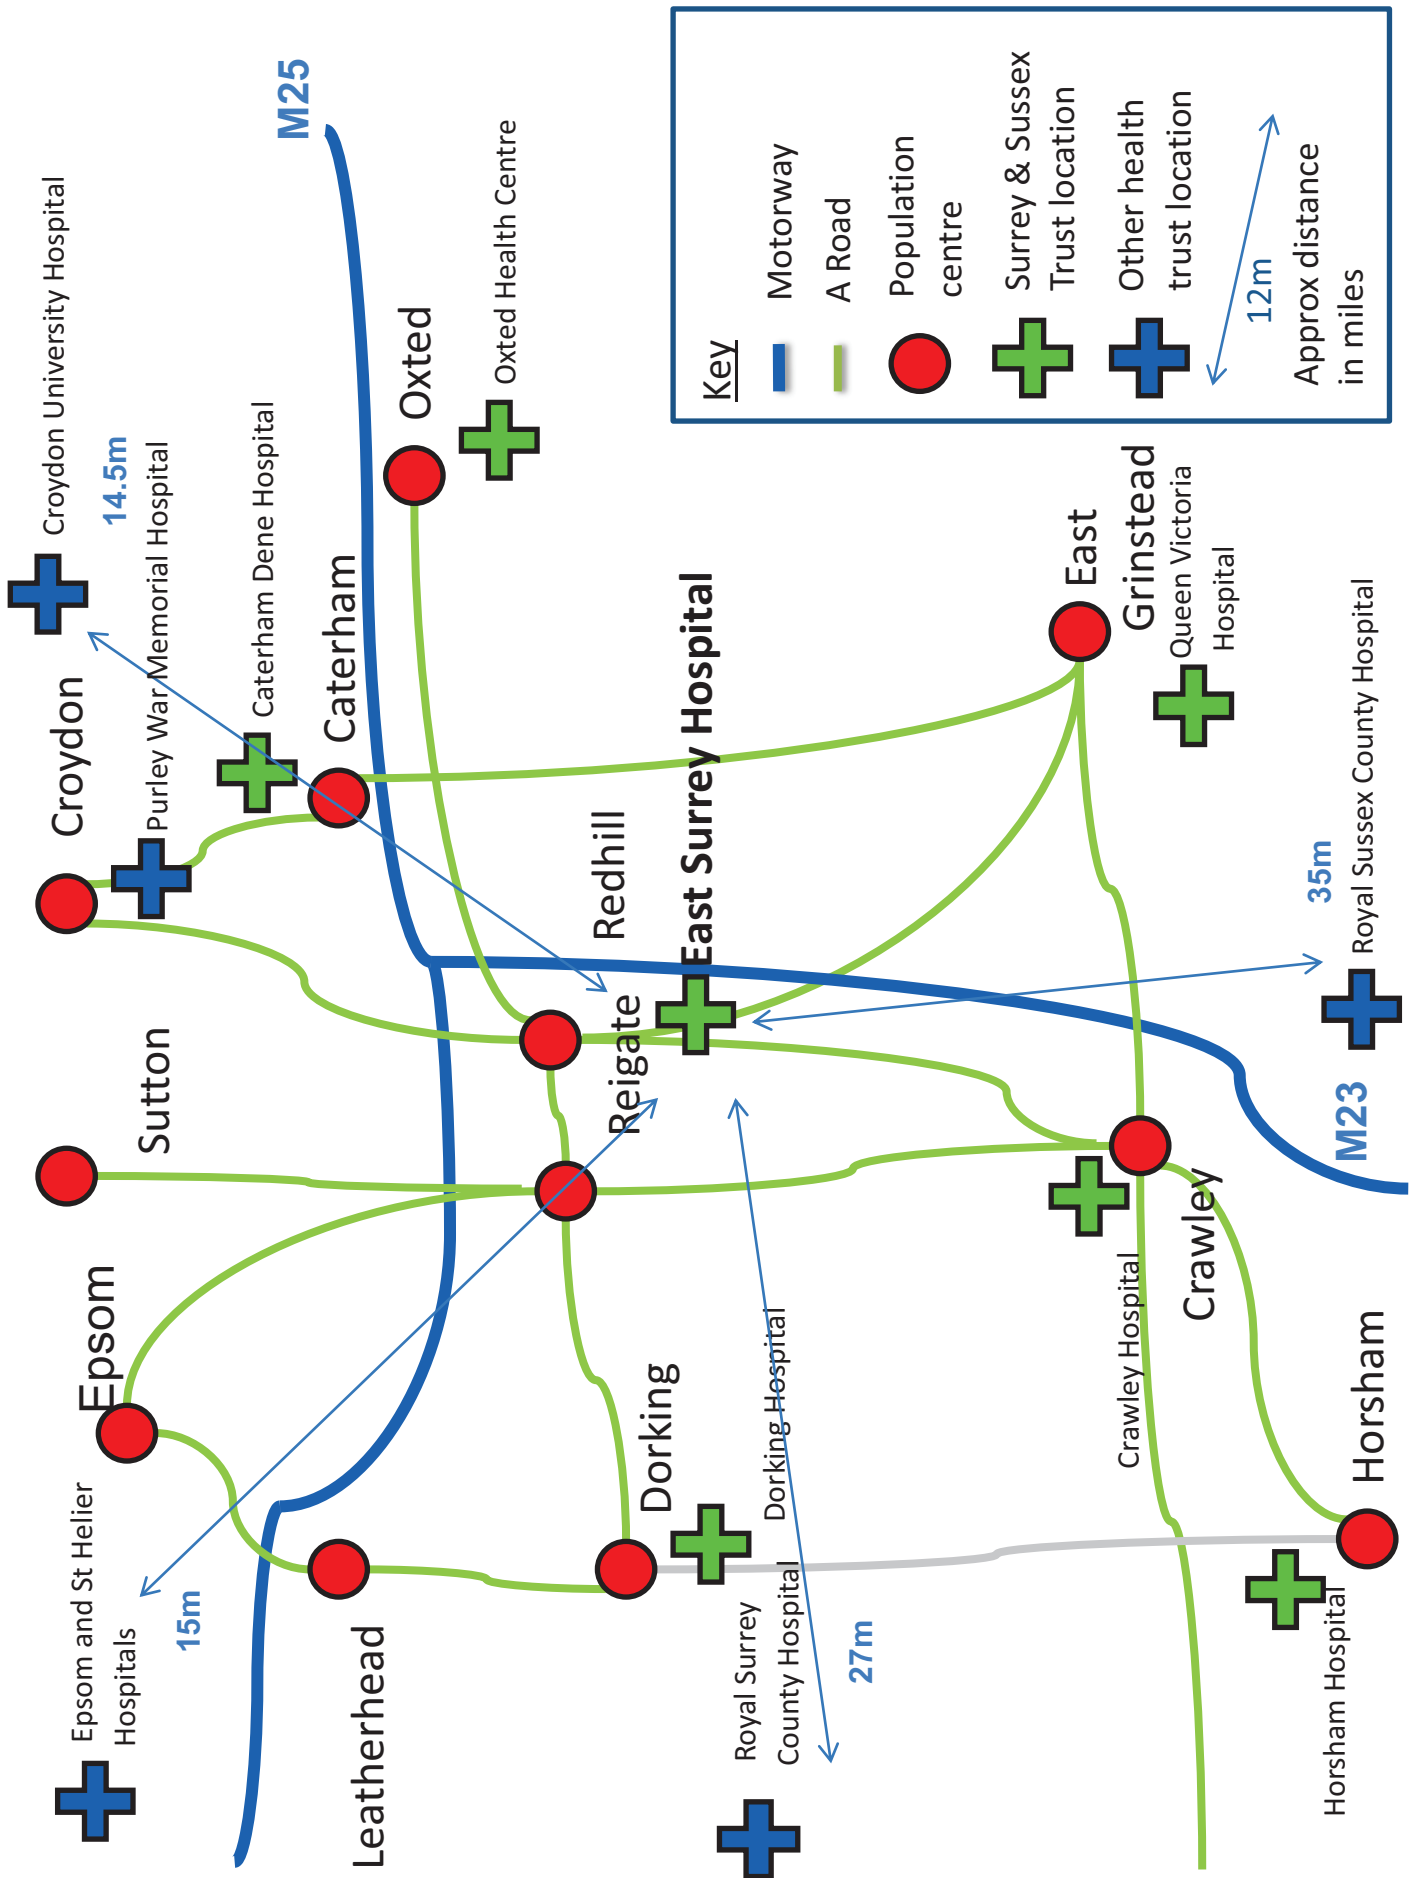 Epsom and St Helier
Hospitals
15m
Epsom
Sutton
Croydon
Croydon University Hospital
14.5m
Purley War Memorial Hospital
Caterham Dene Hospital
M25
Leatherhead
Caterham
Oxted
Oxted Health Centre
Dorking
Reigate
Redhill
East Surrey Hospital
Royal Surrey
County Hospital
Dorking Hospital
27m
East
Grinstead
Queen Victoria
Hospital
Crawley Hospital
Crawley
Horsham Hospital
Horsham
M23
35m
Royal Sussex County Hospital
Key
Motorway
A Road
Population
centre
Surrey & Sussex
Trust location
Other health
trust location
12m
Approx distance
in miles